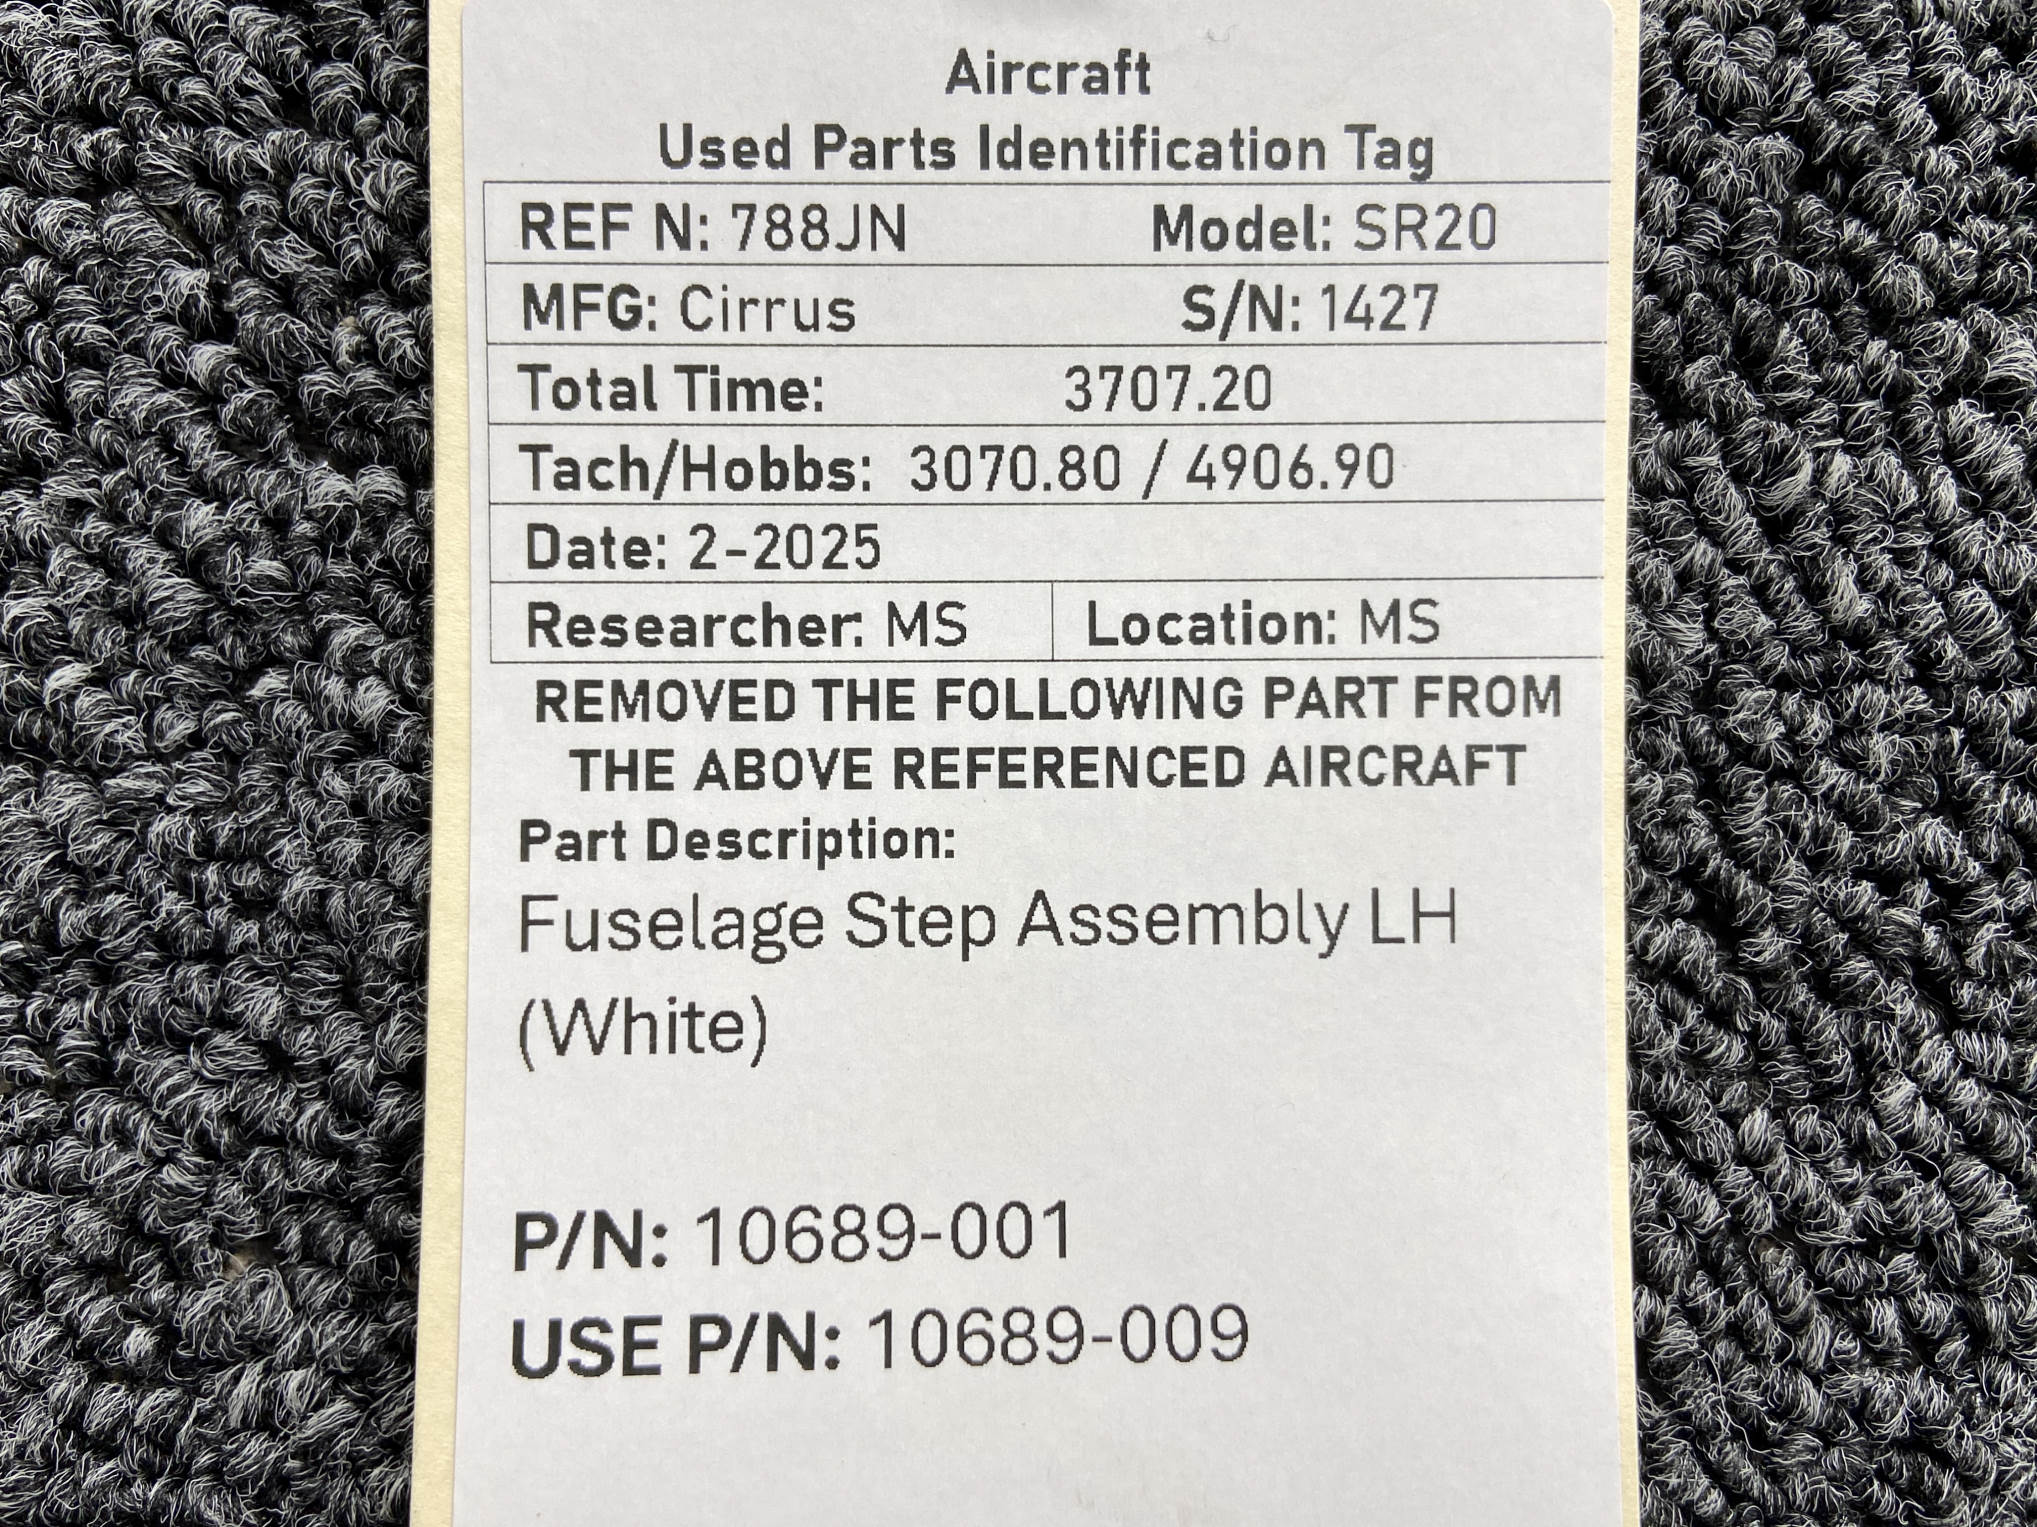 Aircraft
Used Parts Identification Tag
REF N: 788JN Model: SR20
MFG: Cirrus S/N: 1427
Total Time: 3707.20
Tach/Hobbs: 3070.80 / 4906.90
Date: 2-2025
Researcher: MS Location: MS
REMOVED THE FOLLOWING PART FROM
THE ABOVE REFERENCED AIRCRAFT
Part Description:
Fuselage Step Assembly LH
(White)
P/N: 10689-001
USE P/N: 10689-009